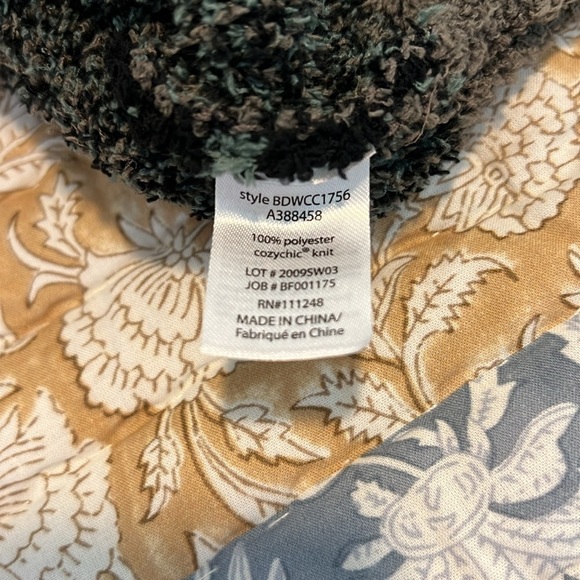 style BDWCC1756
A388458
100% polyester
cozychic® knit
LOT # 2009SW03
JOB # BF001175
RN#111248
MADE IN CHINA/
Fabriqué en Chine